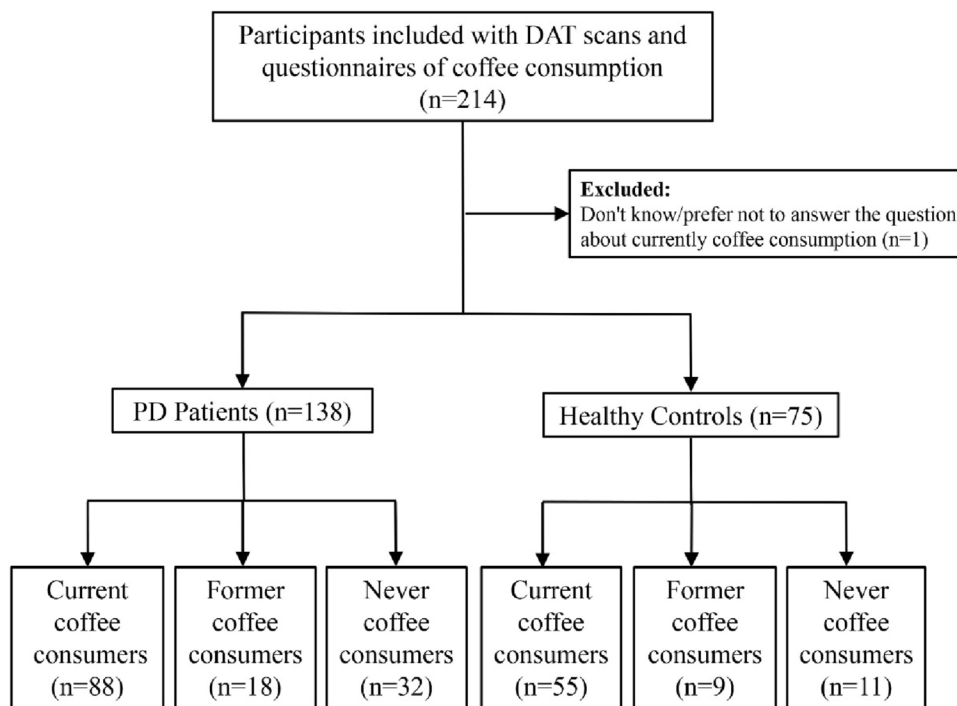 Participants included with DAT scans and
questionnaires of coffee consumption
(n=214)
Excluded:
Don't know/prefer not to answer the question
about currently coffee consumption (n=1)
PD Patients (n=138)
Healthy Controls (n=75)
Current
coffee
consumers
(n=88)
Former
coffee
consumers
(n=18)
Never
coffee
consumers
(n=32)
Current
coffee
consumers
(n=55)
Former
coffee
consumers
(n=9)
Never
coffee
consumers
(n=11)